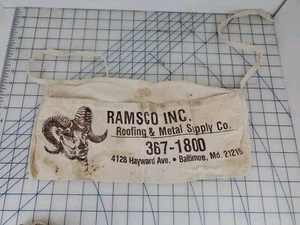 RAMSCO INC.
Roofing & Metal Supply Co.
367-1800
4128 Hayward Ave. • Baltimore, Md. 21215